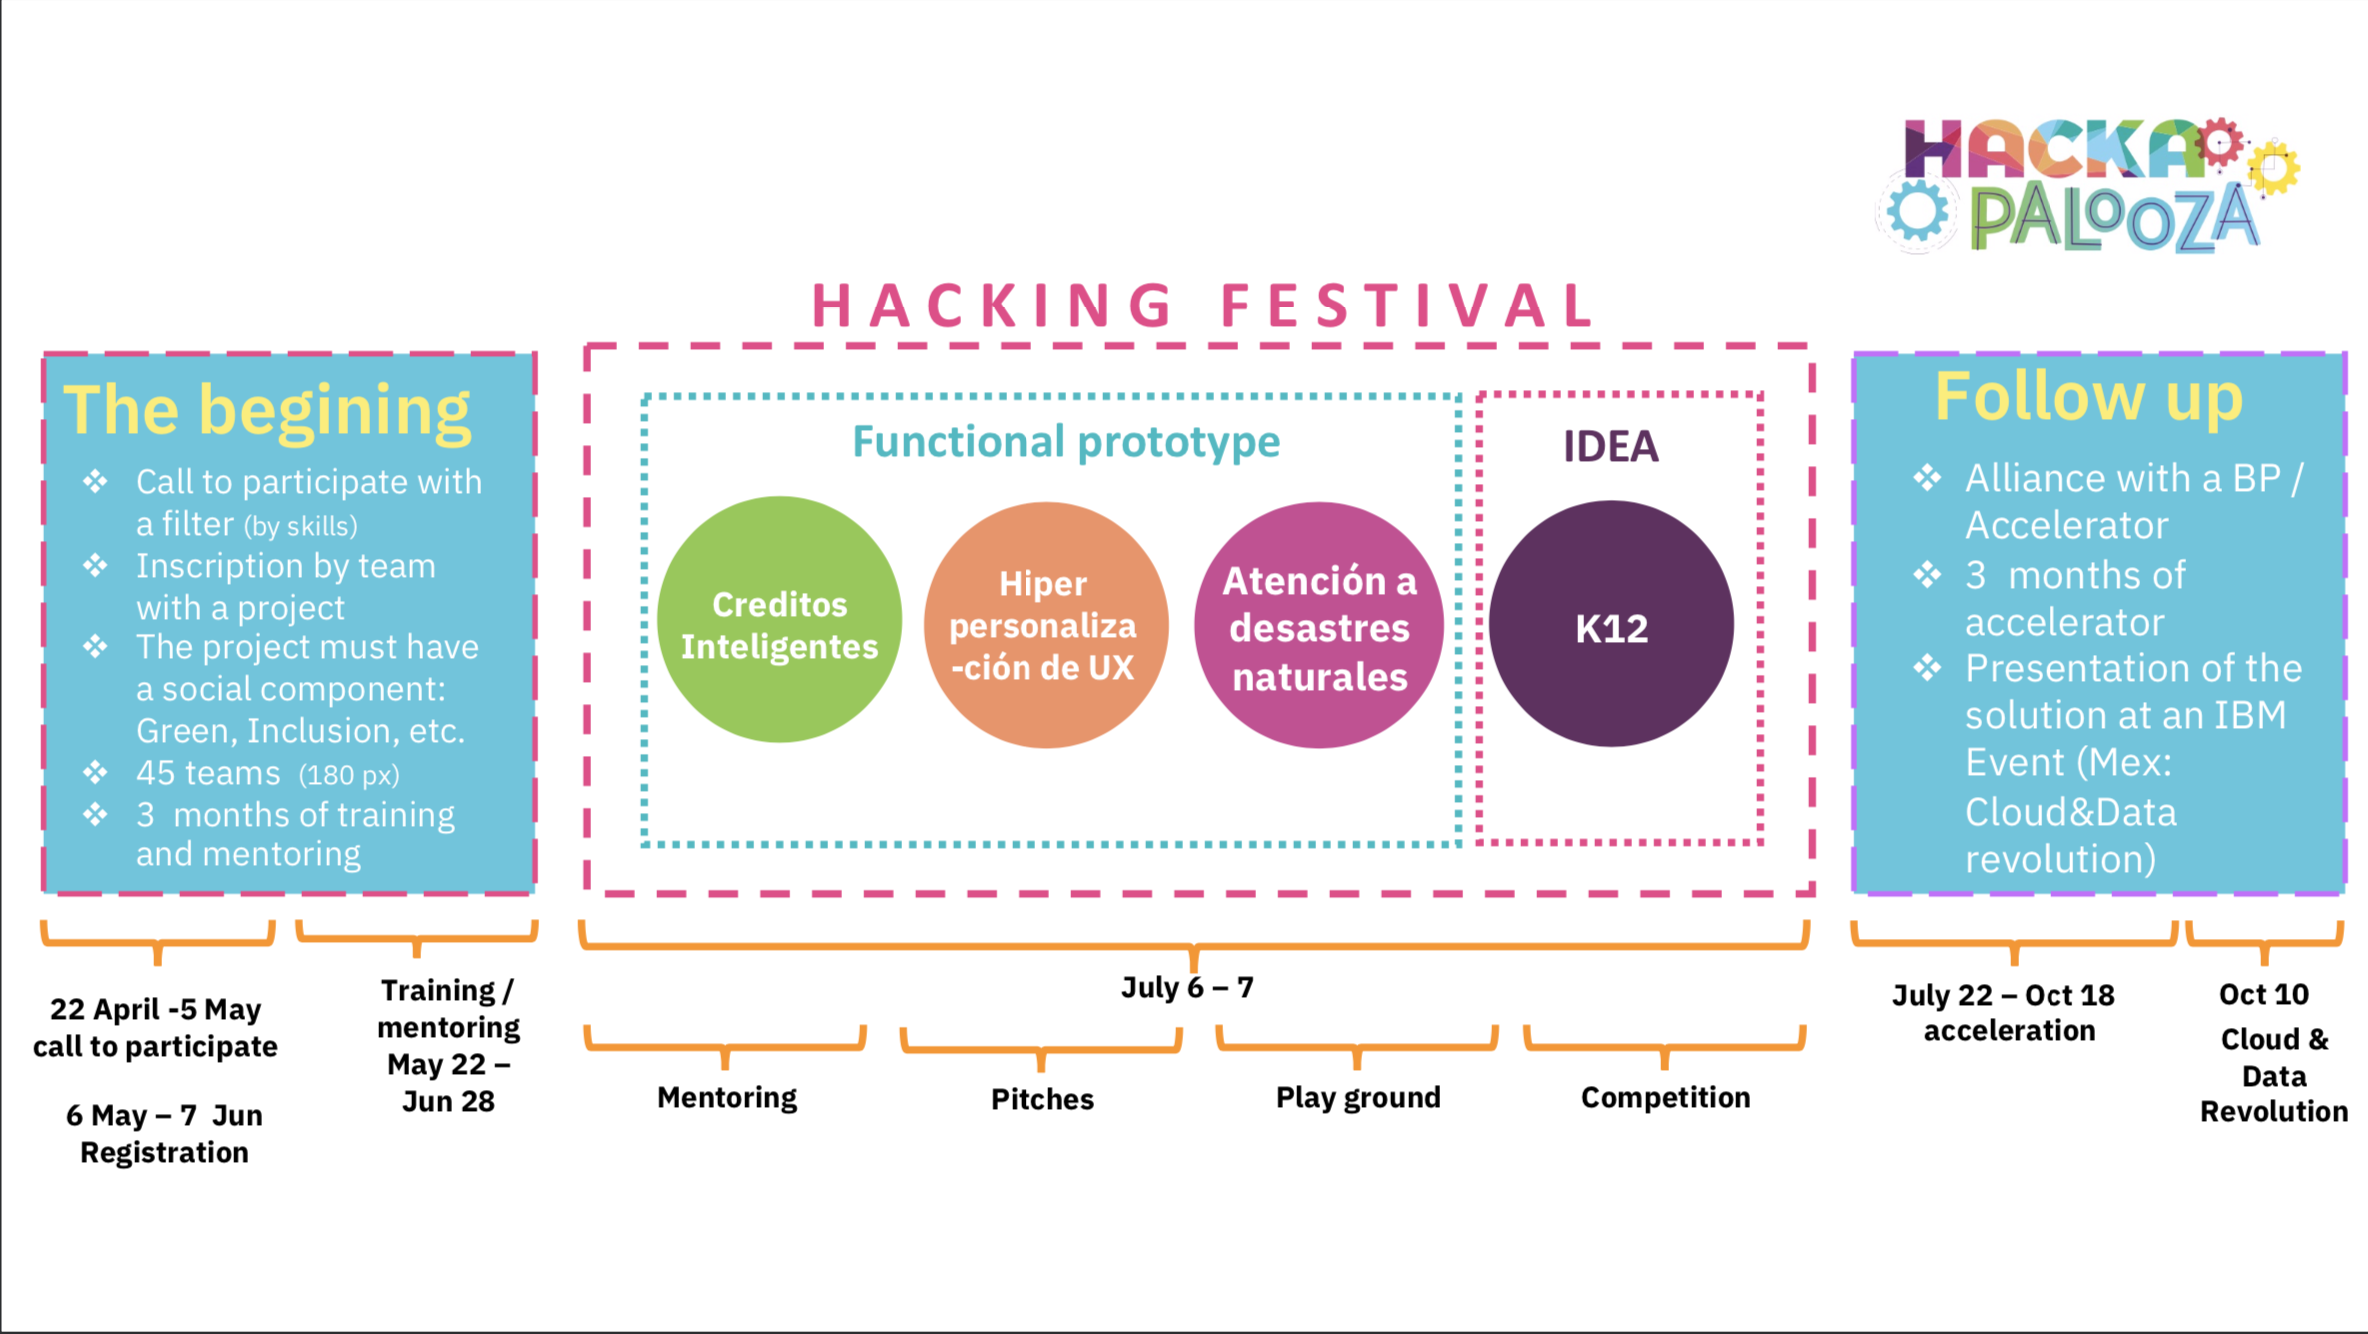 HACKA
PALOOZA
HACKING FESTIVAL
The begining
❖ Call to participate with
a filter (by skills)
❖ Inscription by team
with a project
❖ The project must have
a social component:
Green, Inclusion, etc.
❖ 45 teams (180 px)
❖ 3 months of training
and mentoring
Functional prototype
Creditos
Inteligentes
Hiper
personaliza
-ción de UX
Atención a
desastres
naturales
IDEA
K12
Follow up
❖ Alliance with a BP /
Accelerator
❖ 3 months of
accelerator
❖ Presentation of the
solution at an IBM
Event (Mex:
Cloud&Data
revolution)
22 April -5 May
call to participate
6 May – 7 Jun
Registration
Training /
mentoring
May 22 –
Jun 28
July 6 – 7
Mentoring
Pitches
Play ground
Competition
July 22 – Oct 18
acceleration
Oct 10
Cloud &
Data
Revolution